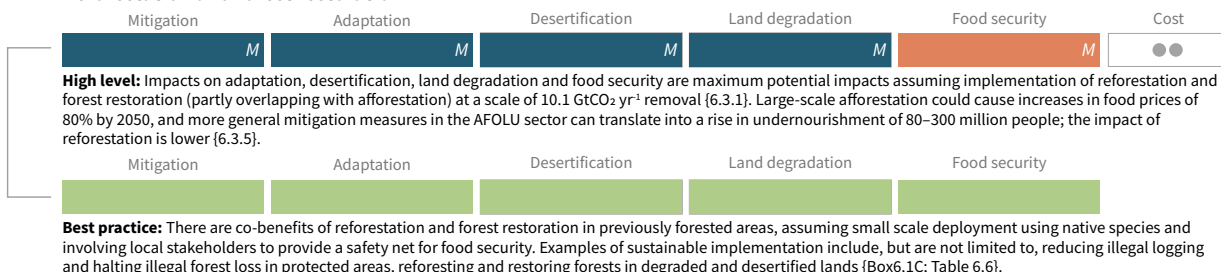 Mitigation Adaptation Desertification Land degradation Food security Cost
M M M M M
High level: Impacts on adaptation, desertification, land degradation and food security are maximum potential impacts assuming implementation of reforestation and
forest restoration (partly overlapping with afforestation) at a scale of 10.1 GtCO₂ yr⁻¹ removal {6.3.1}. Large-scale afforestation could cause increases in food prices of
80% by 2050, and more general mitigation measures in the AFOLU sector can translate into a rise in undernourishment of 80–300 million people; the impact of
reforestation is lower {6.3.5}.
Mitigation Adaptation Desertification Land degradation Food security
Best practice: There are co-benefits of reforestation and forest restoration in previously forested areas, assuming small scale deployment using native species and
involving local stakeholders to provide a safety net for food security. Examples of sustainable implementation include, but are not limited to, reducing illegal logging
and halting illegal forest loss in protected areas, reforesting and restoring forests in degraded and desertified lands {Box6.1C; Table 6.6}.